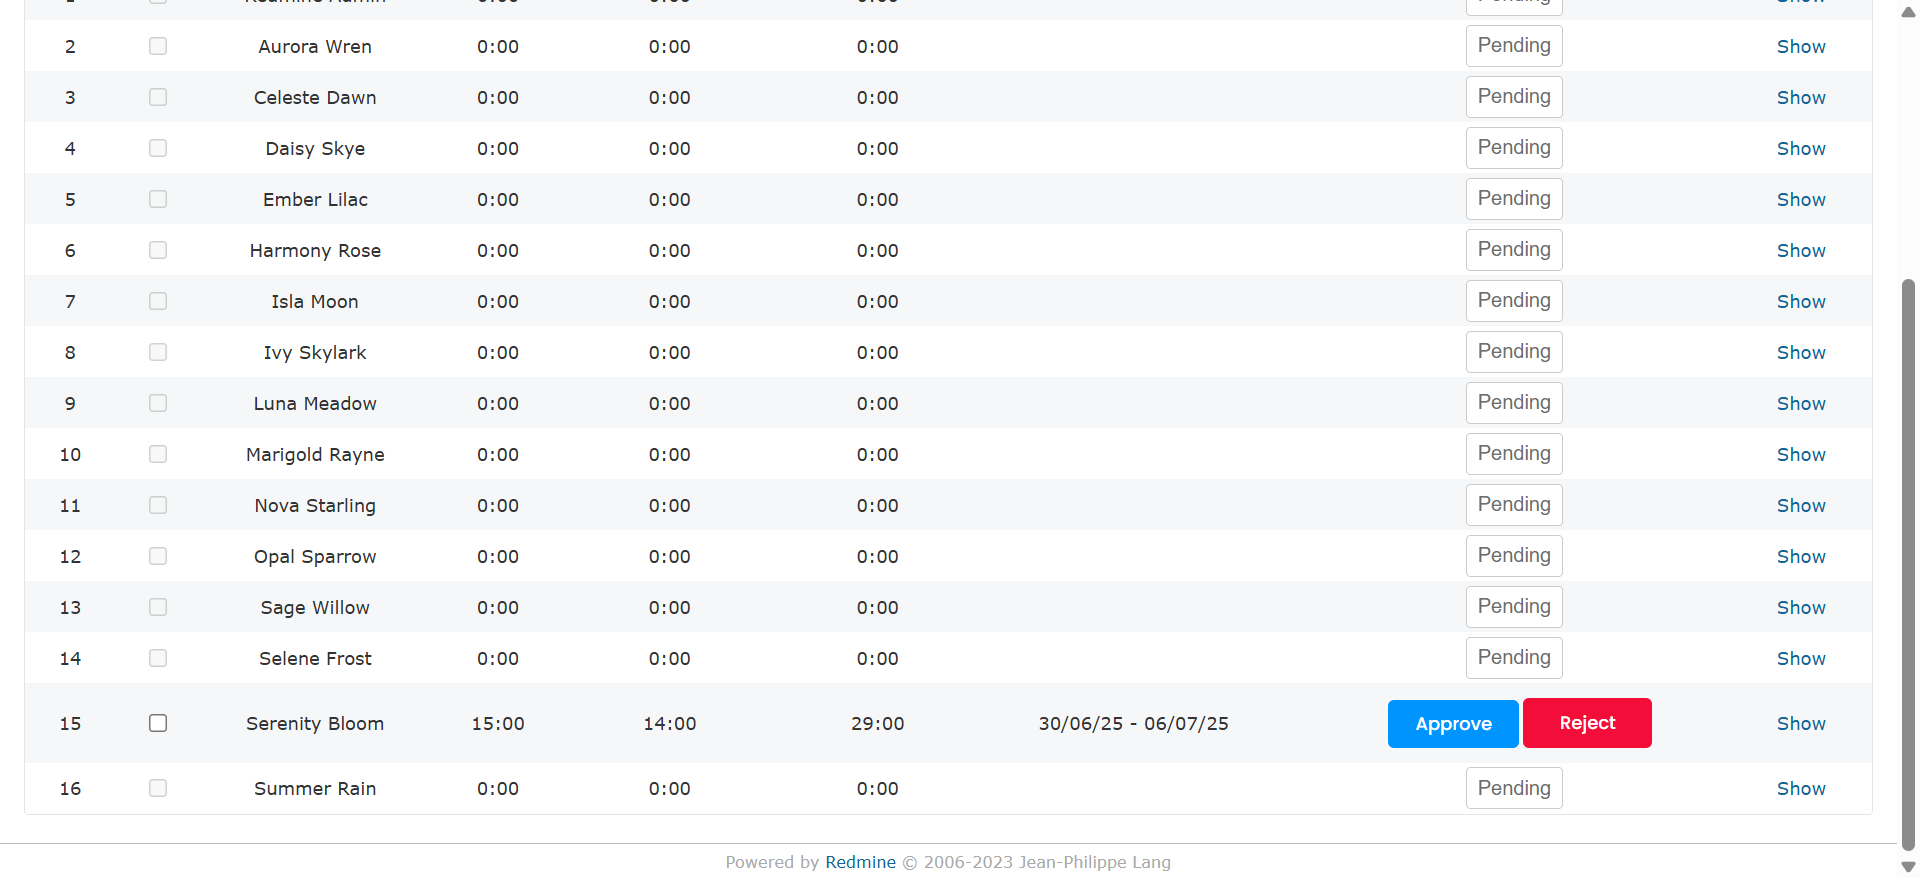 1 Redmine Admin 0:00 0:00 0:00 Pending Show
2 Aurora Wren 0:00 0:00 0:00 Pending Show
3 Celeste Dawn 0:00 0:00 0:00 Pending Show
4 Daisy Skye 0:00 0:00 0:00 Pending Show
5 Ember Lilac 0:00 0:00 0:00 Pending Show
6 Harmony Rose 0:00 0:00 0:00 Pending Show
7 Isla Moon 0:00 0:00 0:00 Pending Show
8 Ivy Skylark 0:00 0:00 0:00 Pending Show
9 Luna Meadow 0:00 0:00 0:00 Pending Show
10 Marigold Rayne 0:00 0:00 0:00 Pending Show
11 Nova Starling 0:00 0:00 0:00 Pending Show
12 Opal Sparrow 0:00 0:00 0:00 Pending Show
13 Sage Willow 0:00 0:00 0:00 Pending Show
14 Selene Frost 0:00 0:00 0:00 Pending Show
15 Serenity Bloom 15:00 14:00 29:00 30/06/25 - 06/07/25 Approve Reject Show
16 Summer Rain 0:00 0:00 0:00 Pending Show
Powered by Redmine © 2006-2023 Jean-Philippe Lang